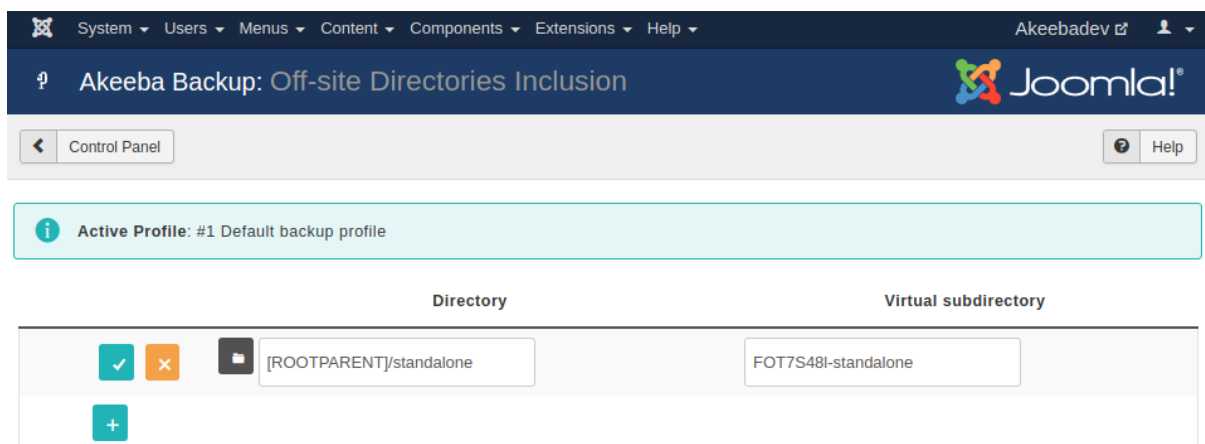 System Users Menus Content Components Extensions Help Akeebadev
Akeeba Backup: Off-site Directories Inclusion Joomla!®
Control Panel Help
Active Profile: #1 Default backup profile
Directory Virtual subdirectory
[ROOTPARENT]/standalone FOT7S48I-standalone